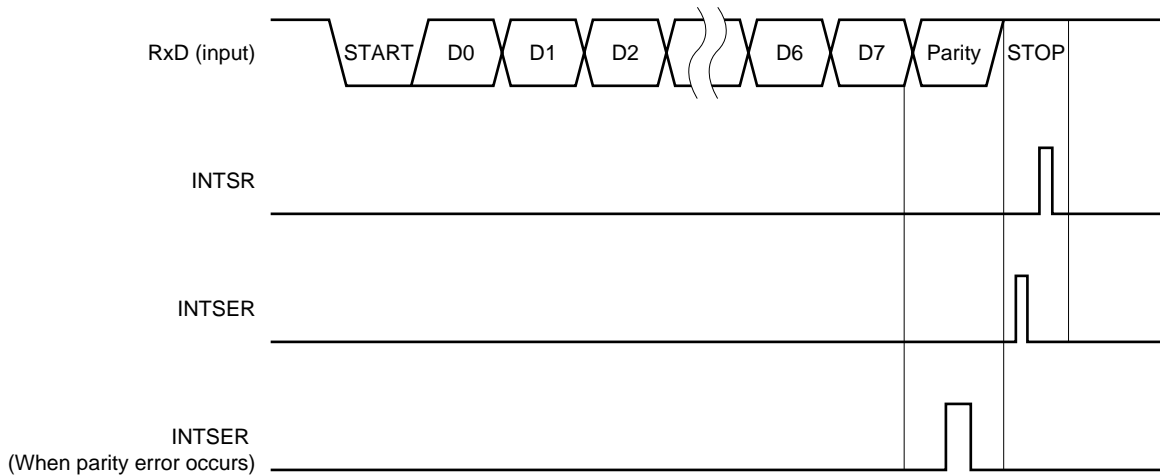 RxD (input)
START D0 D1 D2 D6 D7 Parity STOP
INTSR
INTSER
INTSER
(When parity error occurs)